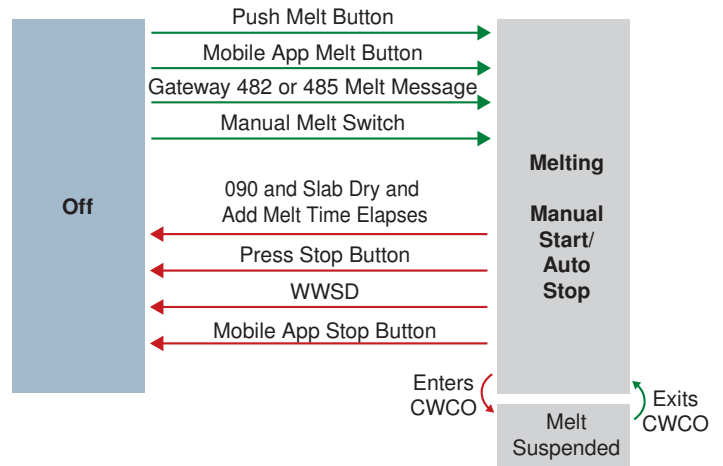 Push Melt Button
Mobile App Melt Button
Gateway 482 or 485 Melt Message
Manual Melt Switch
Off
090 and Slab Dry and
Add Melt Time Elapses
Press Stop Button
WWSD
Mobile App Stop Button
Melting
Manual
Start/
Auto
Stop
Enters
CWCO
Melt
Suspended
Exits
CWCO